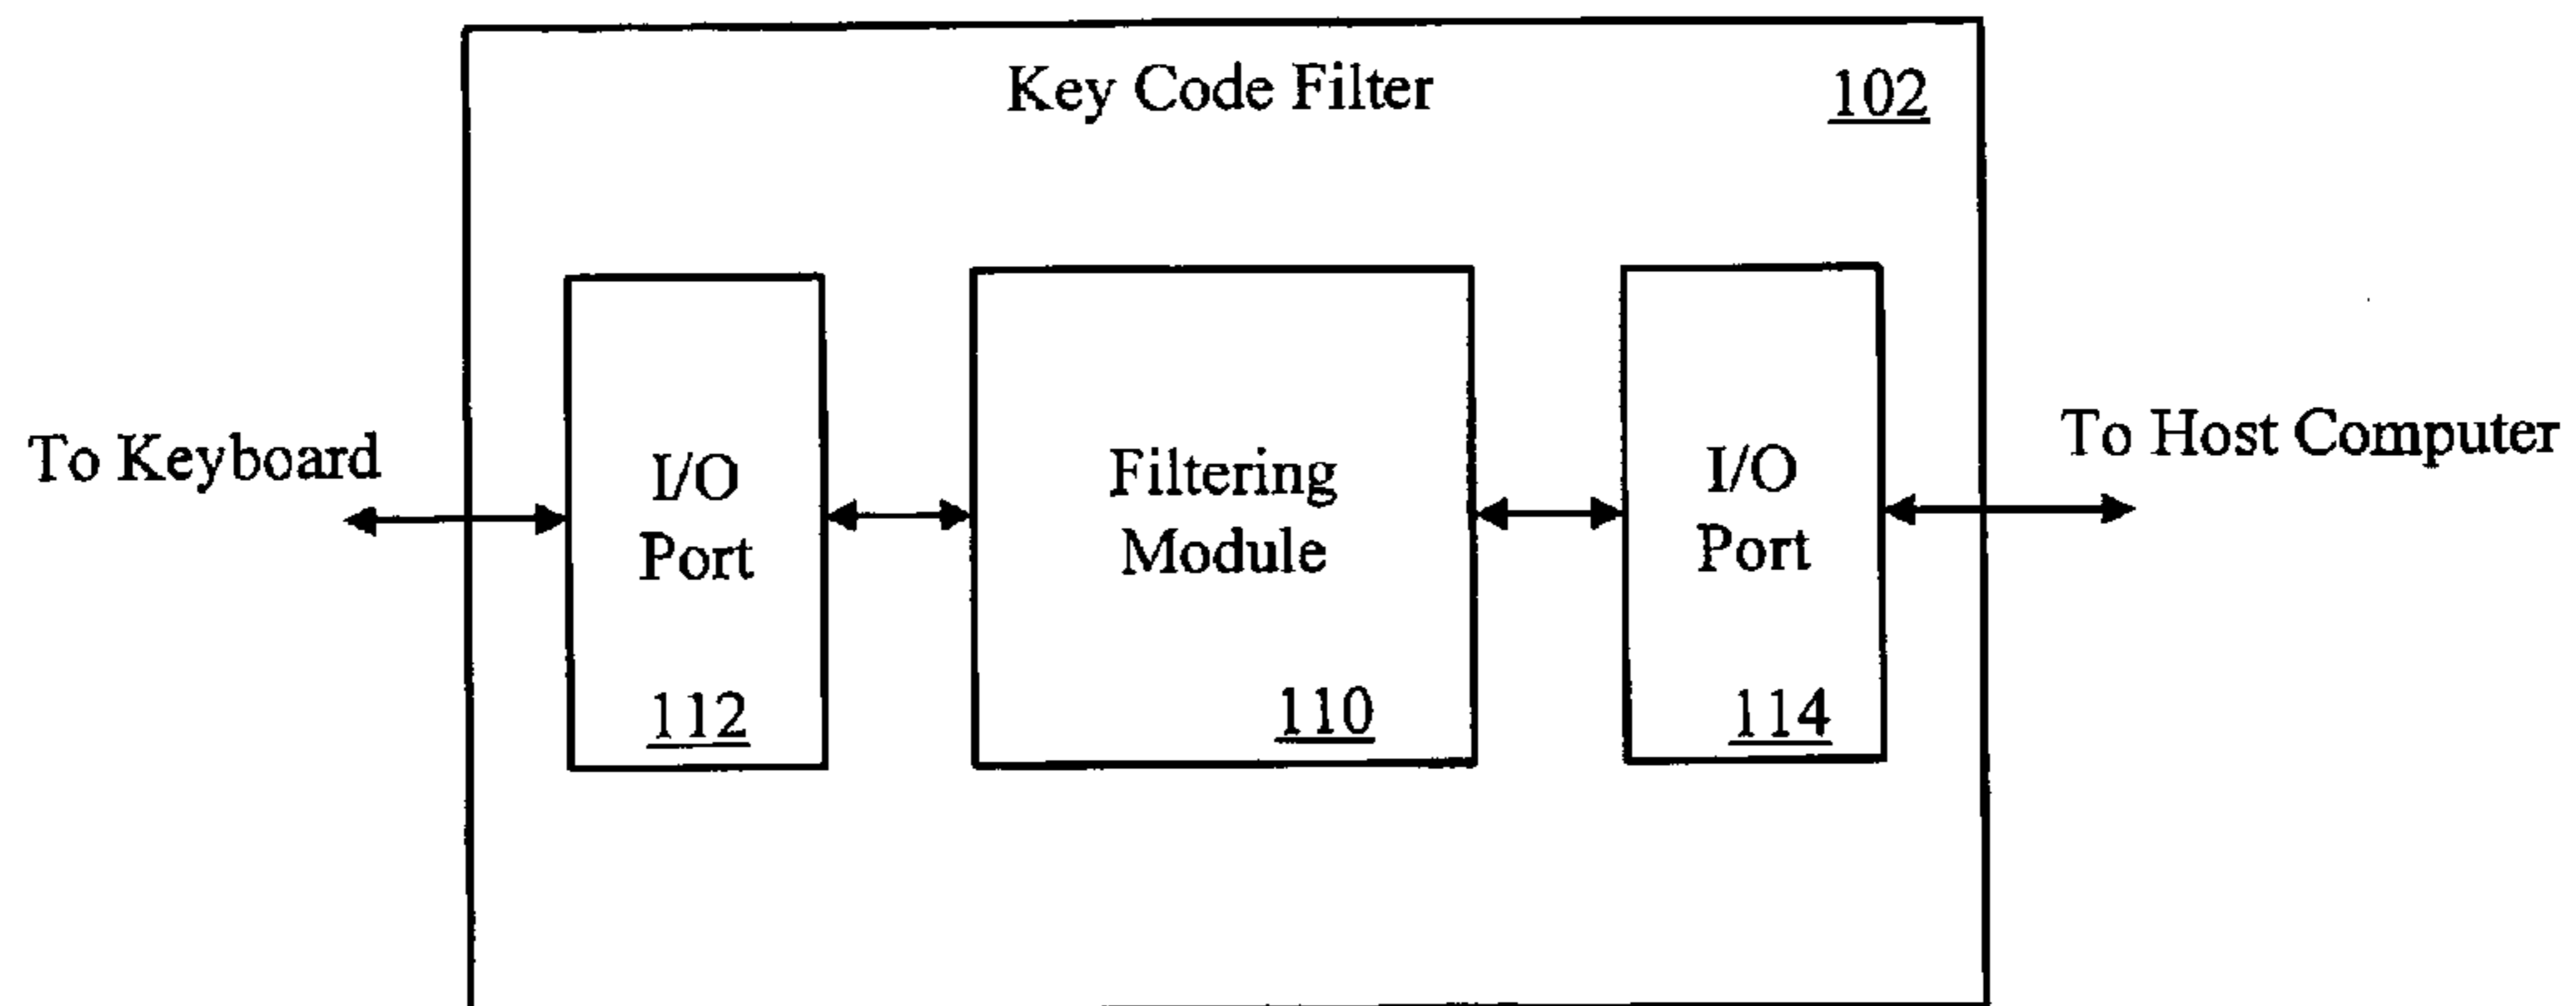 Key Code Filter
102
To Keyboard
I/O
Port
112
Filtering
Module
110
I/O
Port
114
To Host Computer